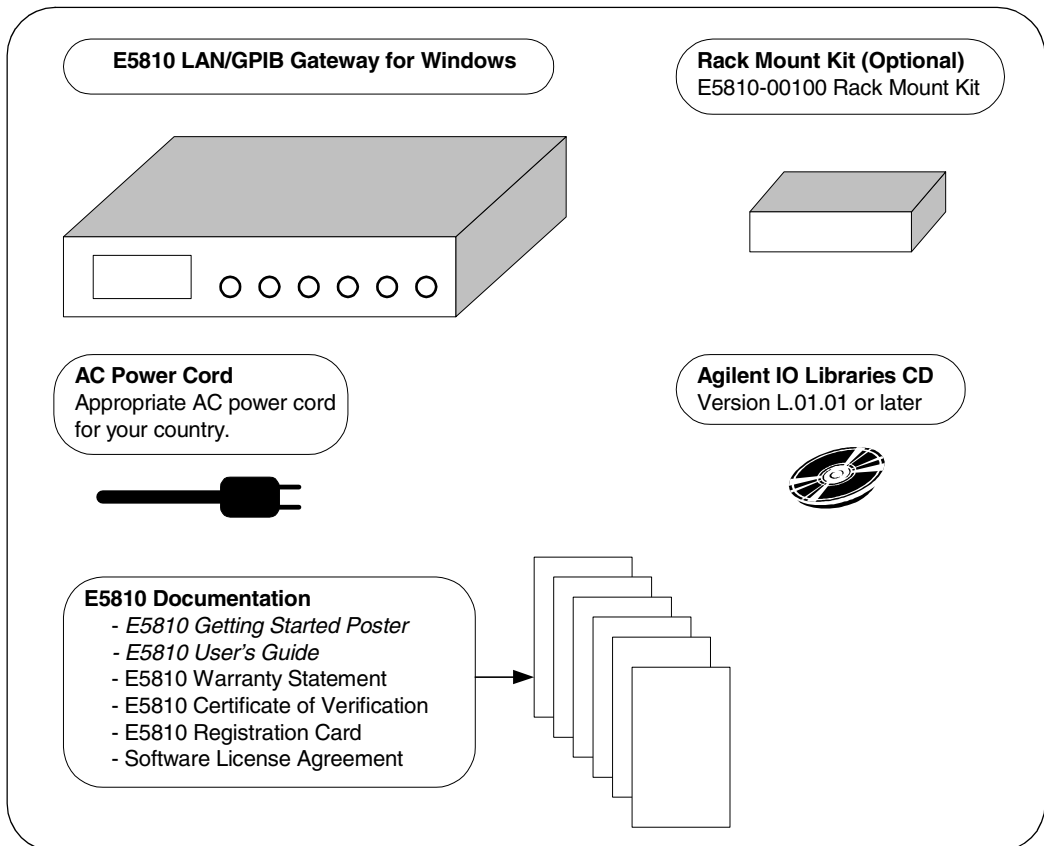 E5810 LAN/GPIB Gateway for Windows
Rack Mount Kit (Optional)
E5810-00100 Rack Mount Kit
AC Power Cord
Appropriate AC power cord
for your country.
Agilent IO Libraries CD
Version L.01.01 or later
E5810 Documentation
- E5810 Getting Started Poster
- E5810 User's Guide
- E5810 Warranty Statement
- E5810 Certificate of Verification
- E5810 Registration Card
- Software License Agreement